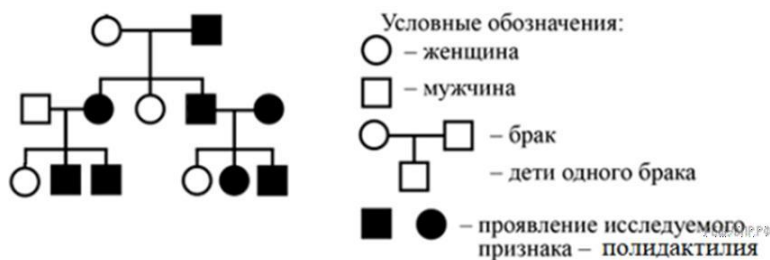 Условные обозначения:
– женщина
– мужчина
– брак
– дети одного брака
– проявление исследуемого
признака – полидактилия